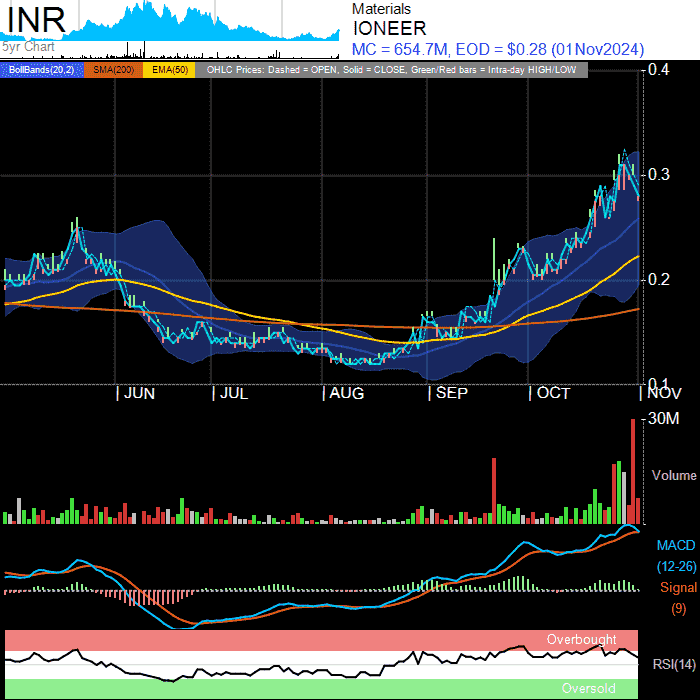 INR
5yr Chart
Materials
IONEER
MC = 654.7M, EOD = $0.28 (01Nov2024)
BollBands(20,2) SMA(200) EMA(50) OHLC Prices: Dashed = OPEN, Solid = CLOSE, Green/Red bars = Intra-day HIGH/LOW
0.4
0.3
0.2
0.1
JUN JUL AUG SEP OCT NOV
30M
Volume
MACD
(12-26)
Signal
(9)
Overbought
RSI(14)
Oversold